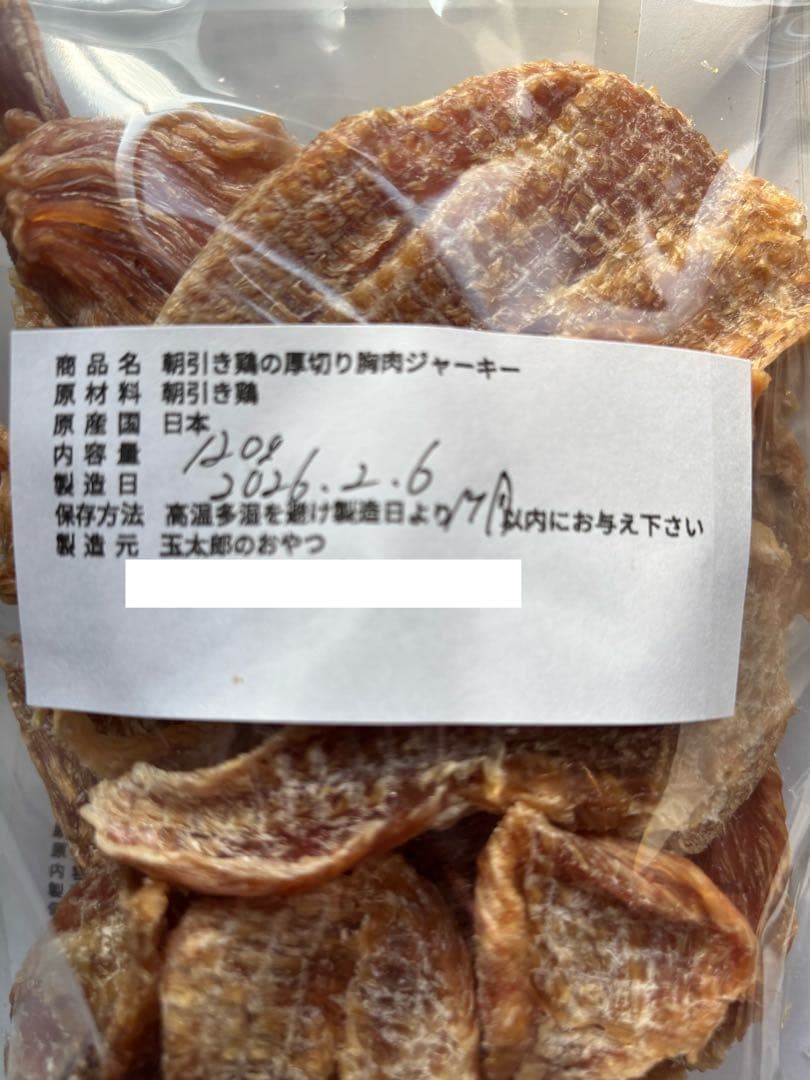 商品名 朝引き鶏の厚切り胸肉ジャーキー
原材料 朝引き鶏
原産国 日本
内容量 120g
製造日 2026.2.6
保存方法 高温多湿を避け製造日より1ヶ月以内にお与え下さい
製造元 玉太郎のおやつ